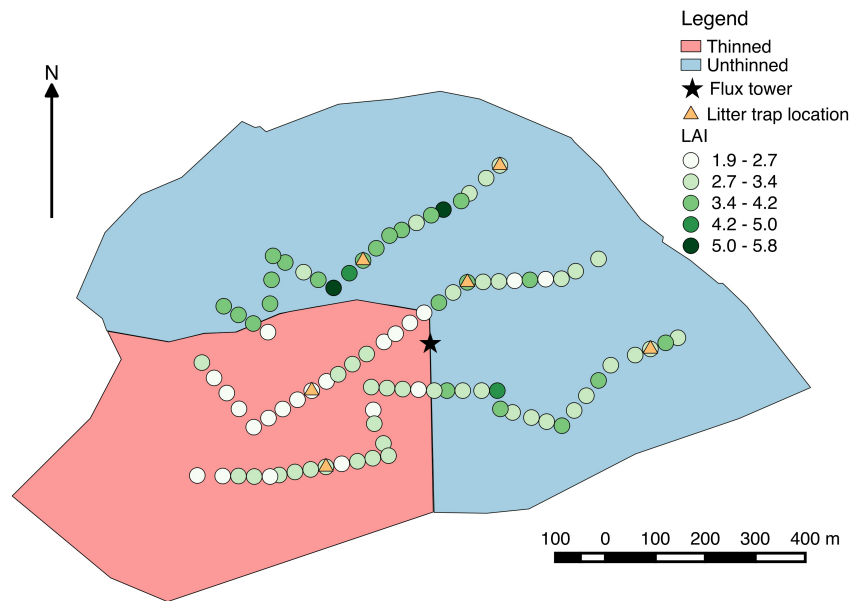 Legend
Thinned
Unthinned
Flux tower
Litter trap location
LAI
1.9 - 2.7
2.7 - 3.4
3.4 - 4.2
4.2 - 5.0
5.0 - 5.8
N
100 0 100 200 300 400 m